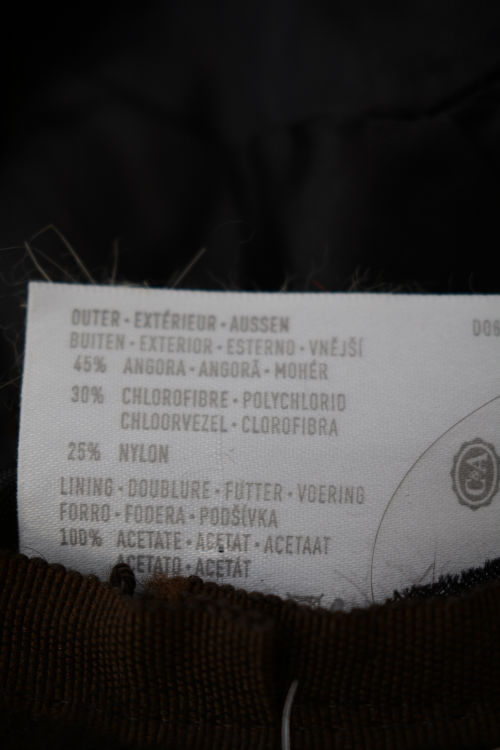 OUTER · EXTÉRIEUR · AUSSEN
BUITEN · EXTERIOR · ESTERNO · VNĚJŠÍ
45% ANGORA · ANGORÃ · MOHÉR
30% CHLOROFIBRE · POLYCHLORID
CHLOORVEZEL · CLOROFIBRA
25% NYLON
LINING · DOUBLURE · FUTTER · VOERING
FORRO · FODERA · PODŠÍVKA
100% ACETATE · ACETAT · ACETAAT
ACETATO · ACETÁT
C&A